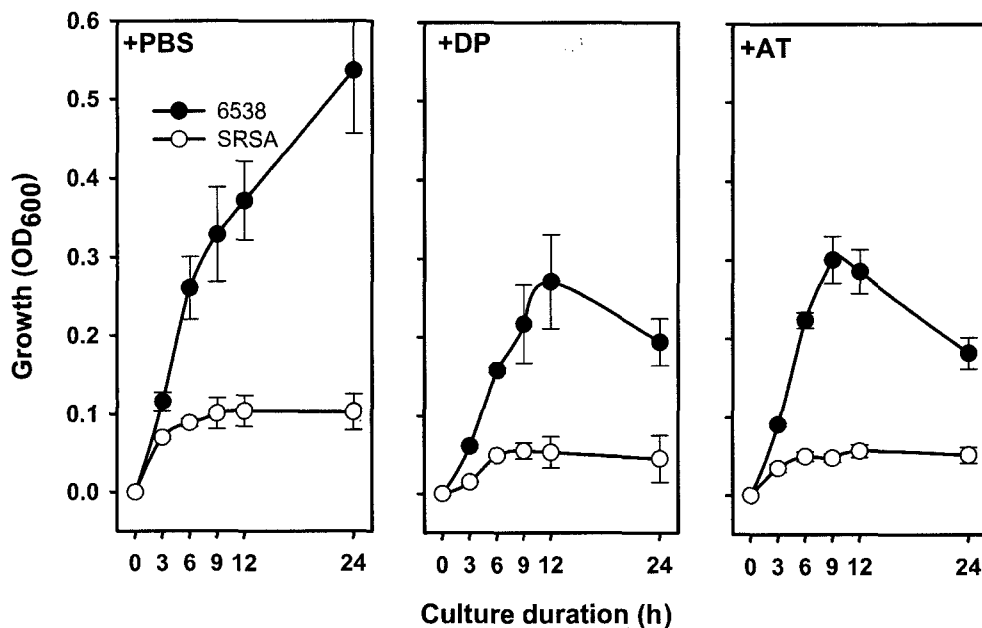 +PBS
+DP
+AT
6538
SRSA
Growth (OD600)
0.6
0.5
0.4
0.3
0.2
0.1
0.0
0 3 6 9 12 24
0 3 6 9 12 24
0 3 6 9 12 24
Culture duration (h)